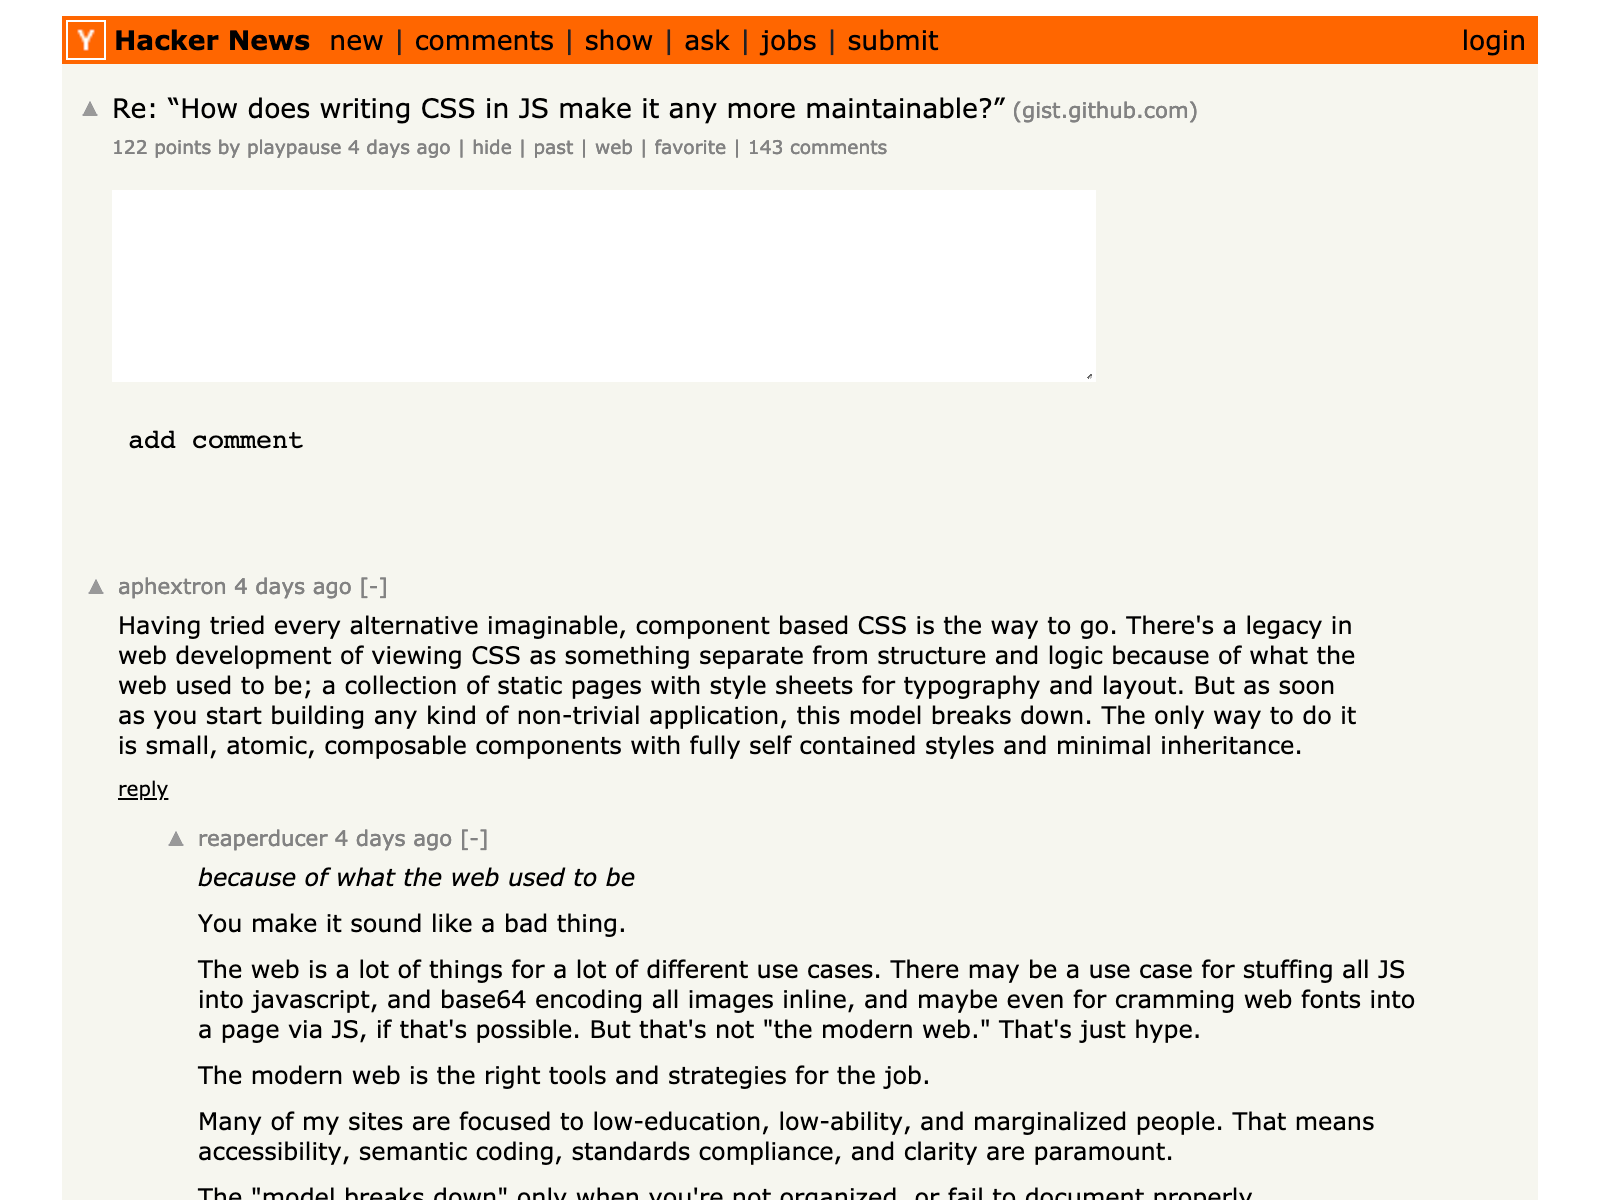 Y Hacker News new | comments | show | ask | jobs | submit login
▲ Re: “How does writing CSS in JS make it any more maintainable?” (gist.github.com)
122 points by playpause 4 days ago | hide | past | web | favorite | 143 comments
add comment
▲ aphextron 4 days ago [-]
Having tried every alternative imaginable, component based CSS is the way to go. There's a legacy in
web development of viewing CSS as something separate from structure and logic because of what the
web used to be; a collection of static pages with style sheets for typography and layout. But as soon
as you start building any kind of non-trivial application, this model breaks down. The only way to do it
is small, atomic, composable components with fully self contained styles and minimal inheritance.
reply
▲ reaperducer 4 days ago [-]
because of what the web used to be
You make it sound like a bad thing.
The web is a lot of things for a lot of different use cases. There may be a use case for stuffing all JS
into javascript, and base64 encoding all images inline, and maybe even for cramming web fonts into
a page via JS, if that's possible. But that's not "the modern web." That's just hype.
The modern web is the right tools and strategies for the job.
Many of my sites are focused to low-education, low-ability, and marginalized people. That means
accessibility, semantic coding, standards compliance, and clarity are paramount.
The "model breaks down" only when you're not organized, or fail to document properly.